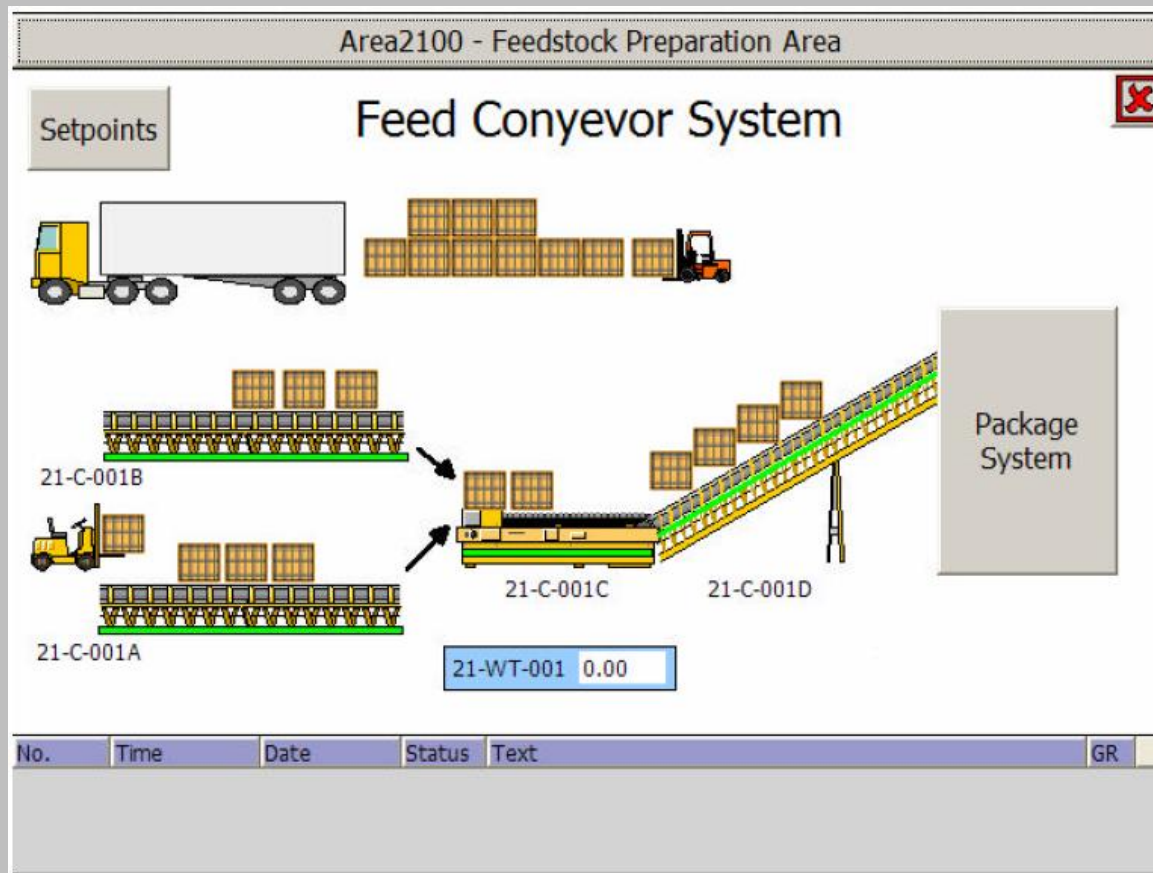 Area2100 - Feedstock Preparation Area
Setpoints
Feed Conyevor System
21-C-001B
Package
System
21-C-001C
21-C-001D
21-C-001A
21-WT-001 0.00
No. Time Date Status Text GR